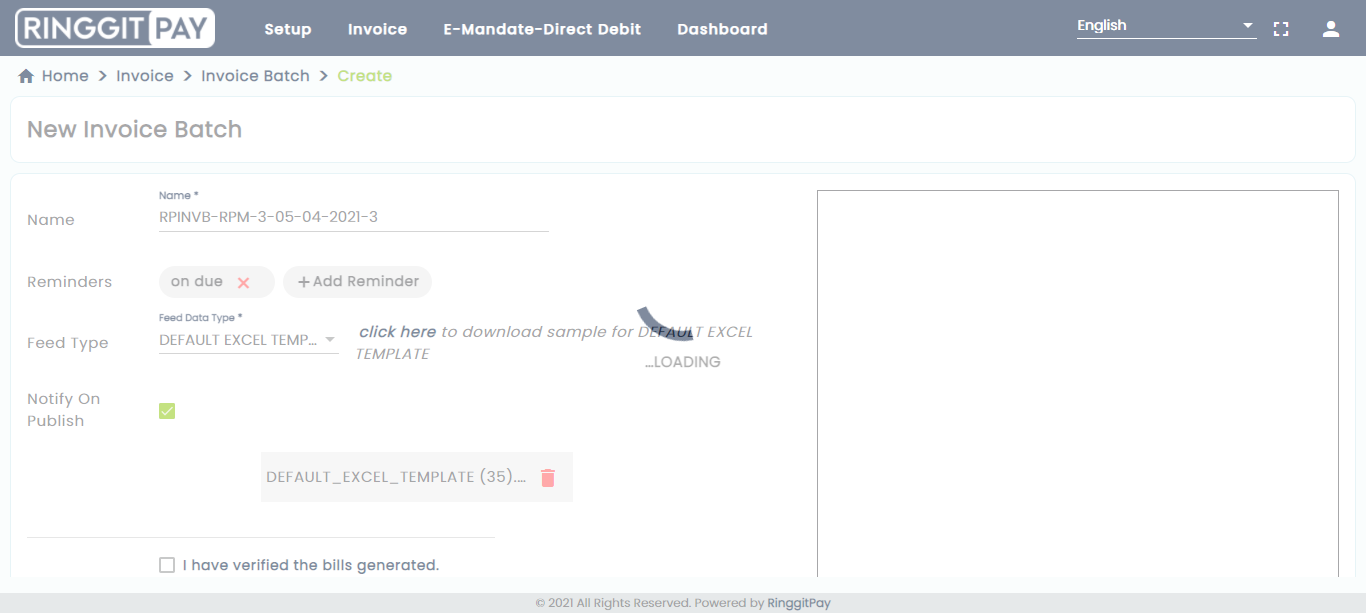 RINGGIT PAY
Setup Invoice E-Mandate-Direct Debit Dashboard English
Home > Invoice > Invoice Batch > Create
New Invoice Batch
Name *
Name RPINVB-RPM-3-05-04-2021-3
Reminders on due × +Add Reminder
Feed Data Type *
Feed Type DEFAULT EXCEL TEMP... click here to download sample for DEFAULT EXCEL
TEMPLATE
...LOADING
Notify On
Publish
DEFAULT_EXCEL_TEMPLATE (35)....
I have verified the bills generated.
© 2021 All Rights Reserved. Powered by RinggitPay